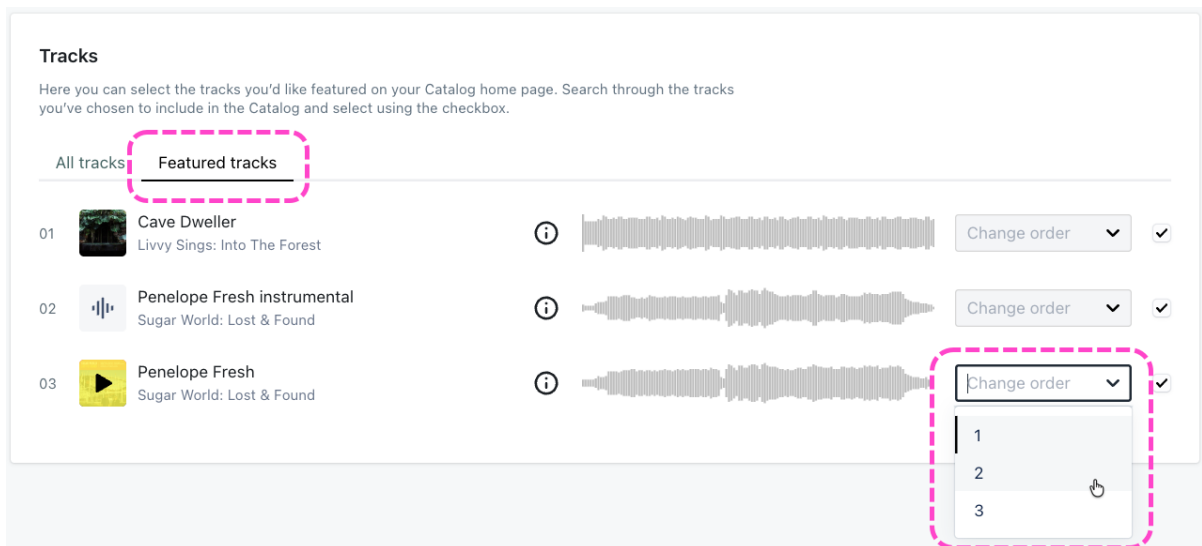 Tracks
Here you can select the tracks you'd like featured on your Catalog home page. Search through the tracks
you've chosen to include in the Catalog and select using the checkbox.
All tracks Featured tracks
01
Cave Dweller
Livvy Sings: Into The Forest
Change order
02
Penelope Fresh instrumental
Sugar World: Lost & Found
Change order
03
Penelope Fresh
Sugar World: Lost & Found
Change order
1
2
3